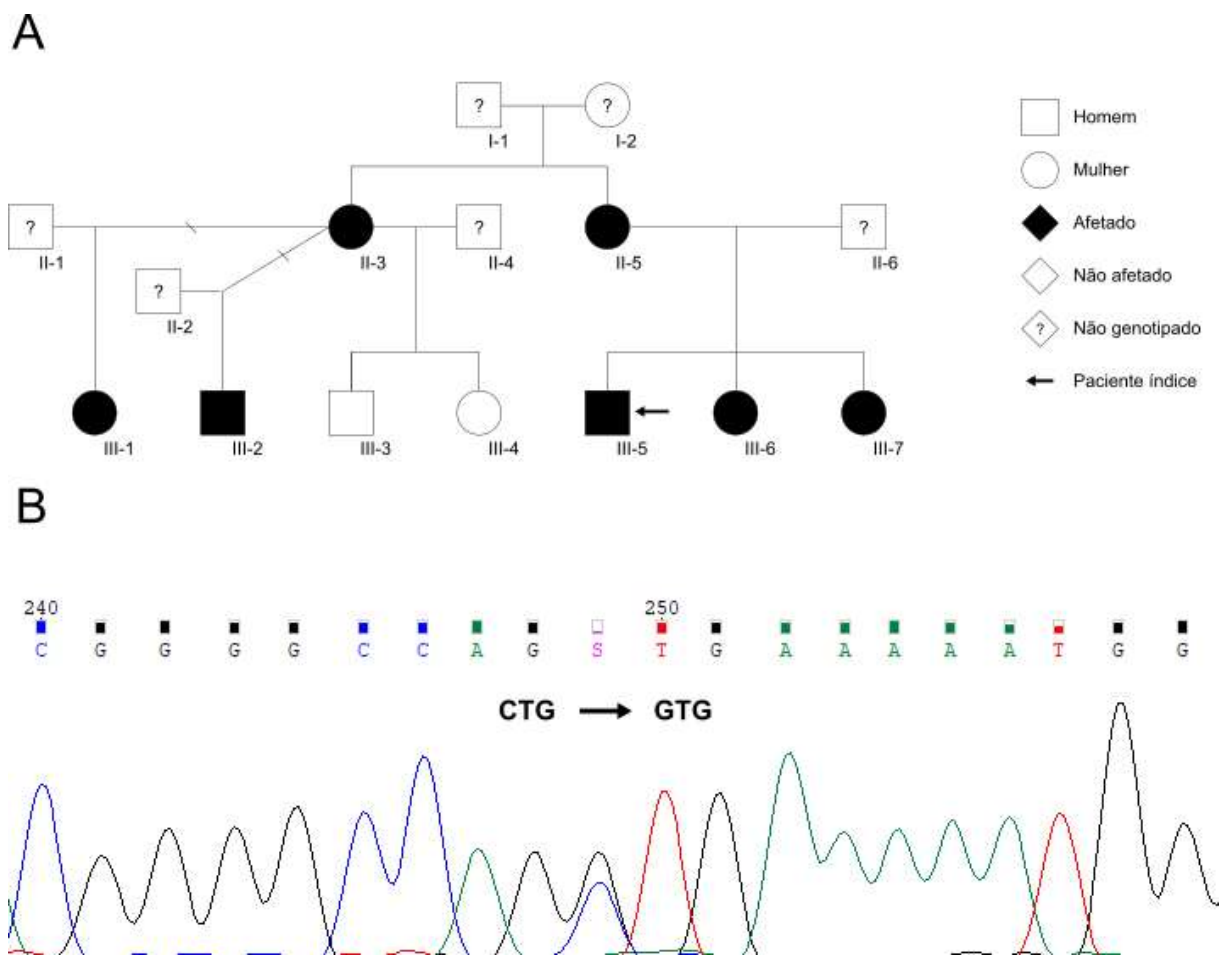 A
? ?
I-1 I-2
? ? ?
II-1 II-3 II-4 II-5 II-6
?
II-2
III-1 III-2 III-3 III-4 III-5 III-6 III-7
Homem
Mulher
Afetado
Não afetado
? Não genotipado
Paciente índice
B
240 250
C G G G G C C A G S T G A A A A A T G G
CTG → GTG